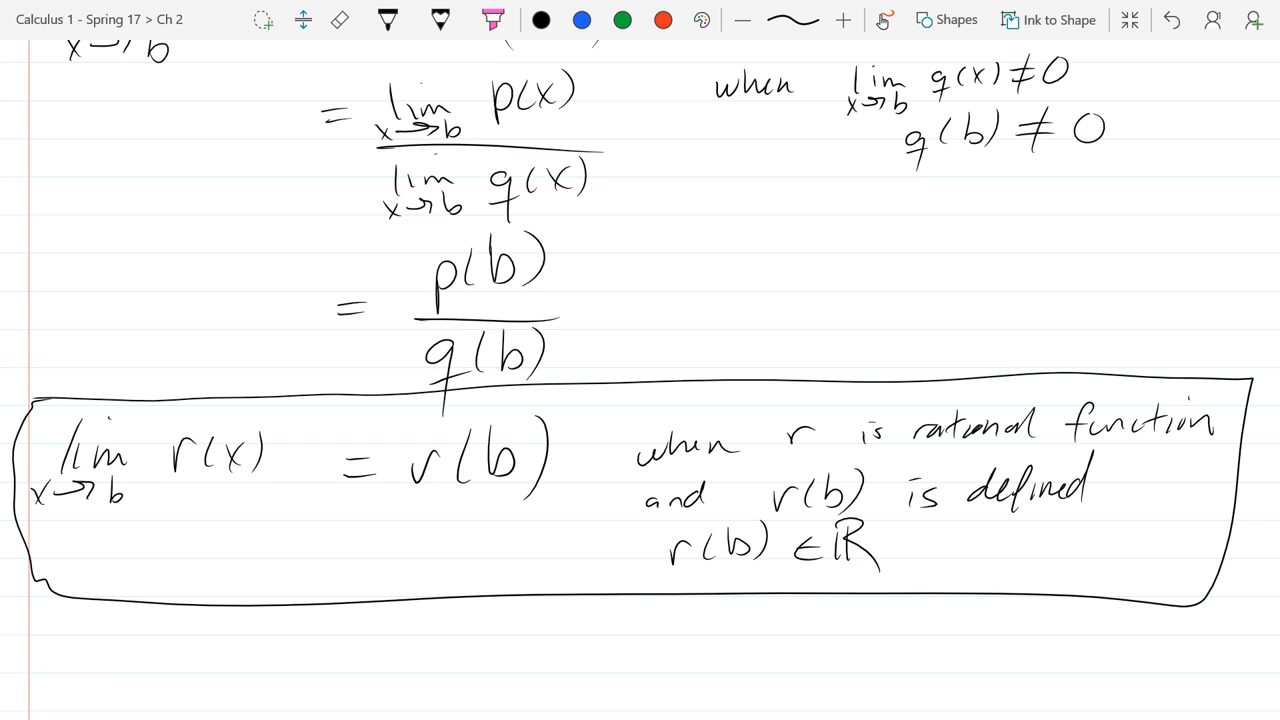 Calculus 1 - Spring 17 > Ch 2
Shapes
Ink to Shape
x→b
= lim p(x)
x→b
lim q(x)
x→b
when lim q(x) ≠ 0
x→b
q(b) ≠ 0
= p(b)
q(b)
lim r(x) = r(b)
x→b
when r is rational function
and r(b) is defined
r(b) ∈ ℝ